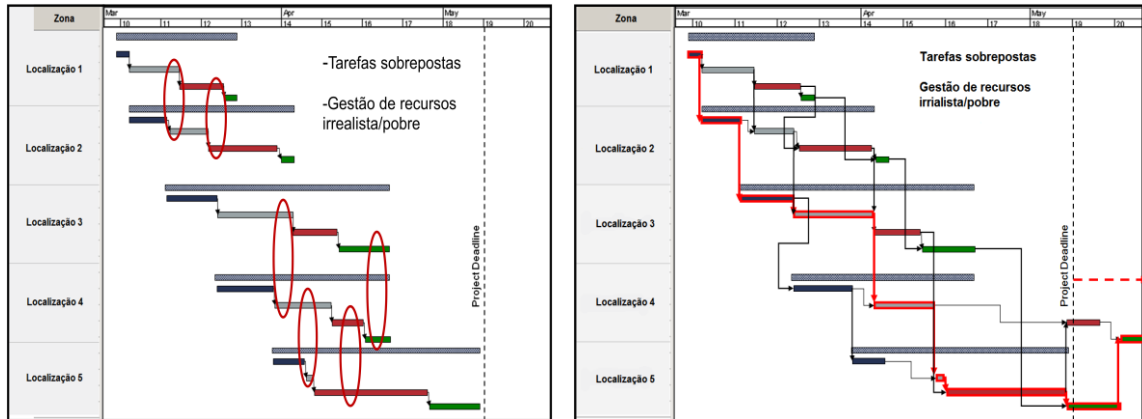 Zona
Mar
Apr
May
10
11
12
13
14
15
16
17
18
19
20
Localização 1
-Tarefas sobrepostas
-Gestão de recursos
irrealista/pobre
Localização 2
Localização 3
Localização 4
Project Deadline
Localização 5
Zona
Mar
Apr
May
10
11
12
13
14
15
16
17
18
19
20
Localização 1
Tarefas sobrepostas
Gestão de recursos
irrialista/pobre
Localização 2
Localização 3
Project Deadline
Localização 4
Localização 5